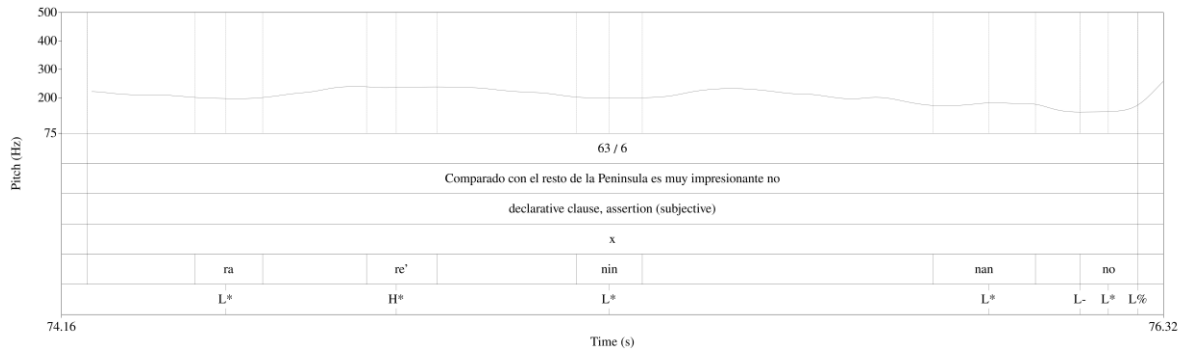 500
400
300
200
75
Pitch (Hz)
63 / 6
Comparado con el resto de la Peninsula es muy impresionante no
declarative clause, assertion (subjective)
x
ra re’ nin nan no
L* H* L* L* L- L* L%
74.16 76.32
Time (s)